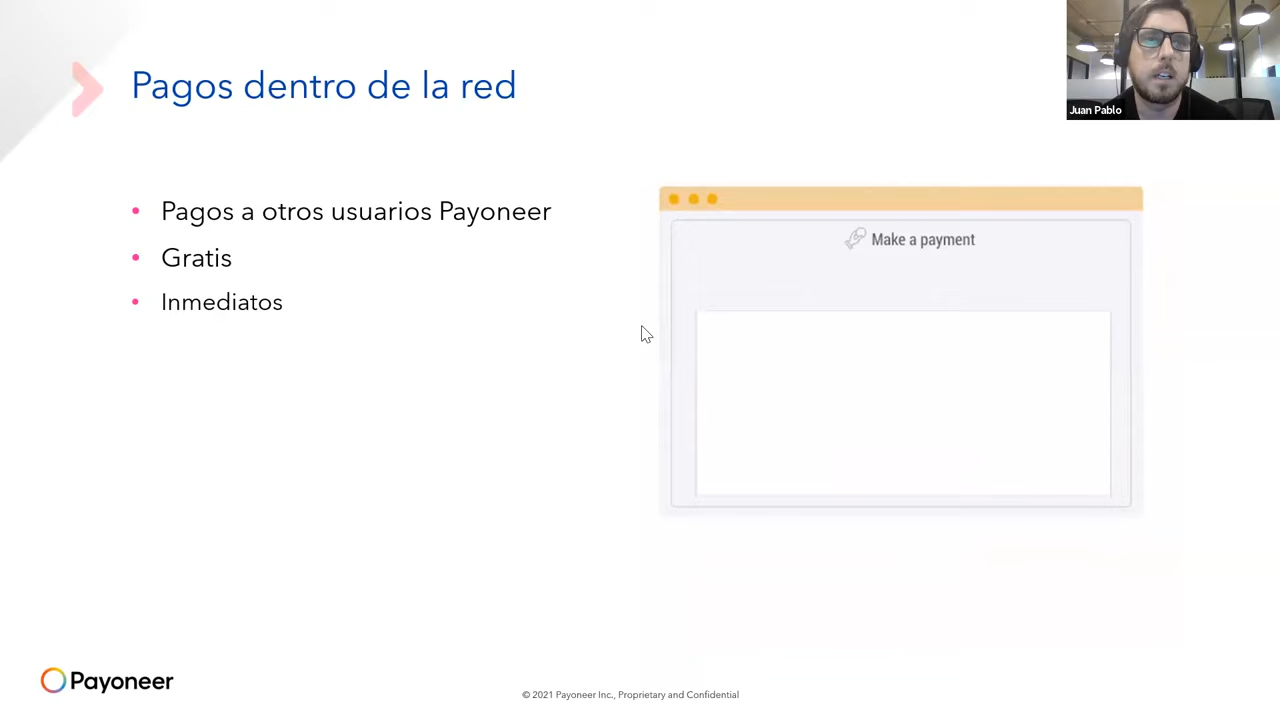 Pagos dentro de la red
Juan Pablo
Pagos a otros usuarios Payoneer
Gratis
Inmediatos
Make a payment
Payoneer
© 2021 Payoneer Inc., Proprietary and Confidential